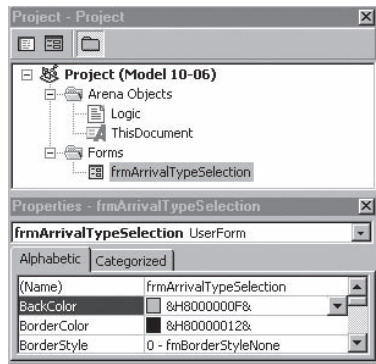 Project - Project
Project (Model 10-06)
Arena Objects
Logic
ThisDocument
Forms
frmArrivalTypeSelection
Properties - frmArrivalTypeSelection
frmArrivalTypeSelection UserForm
Alphabetic Categorized
(Name) frmArrivalTypeSelection
BackColor &H8000000F&
BorderColor &H80000012&
BorderStyle 0 - fmBorderStyleNone